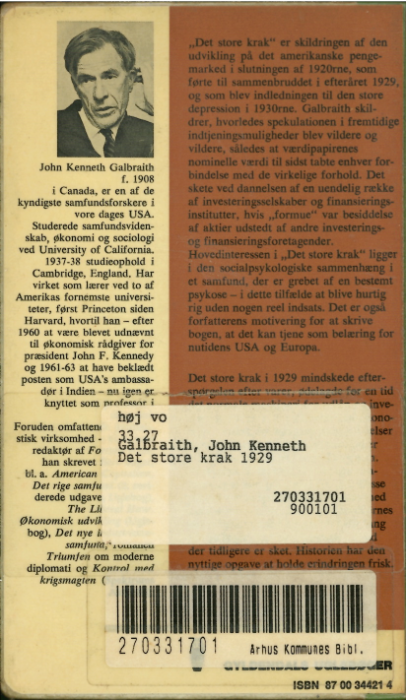 John Kenneth Galbraith
f. 1908
i Canada, er en af de
kyndigste samfundsforskere i
vore dages USA.
Studerede samfundsviden-
skab, økonomi og sociologi
ved University of California.
1937-38 studieophold i
Cambridge, England. Har
virket som lærer ved to af
Amerikas fornemste universi-
teter, først Princeton siden
Harvard, hvortil han – efter
1960 at være blevet udnævnt
til økonomisk rådgiver for
præsident John F. Kennedy
og 1961-63 at have beklædt
posten som USA's ambassa-
dør i Indien – nu igen er
knyttet som professor i
Foruden omfattende
stisk virksomhed -
redaktør af Fo
han skrevet
bl. a. American
Det rige samfu
derede udgave
The Li
Økonomisk udvik
bog), Det nye
samfund,
Triumfen om moderne
diplomati og Kontrol med
krigsmagten (
„Det store krak" er skildringen af den
udvikling på det amerikanske penge-
marked i slutningen af 1920rne, som
førte til sammenbruddet i efteråret 1929,
og som blev indledningen til den store
depression i 1930rne. Galbraith skil-
drer, hvorledes spekulationen i fremtidige
indtjeningsmuligheder blev vildere og
vildere, således at værdipapirenes
nominelle værdi til sidst tabte enhver for-
bindelse med de virkelige forhold. Det
skete ved dannelsen af en uendelig række
af investeringsselskaber og finansierings-
institutter, hvis „formue" var besiddelse
af aktier udstedt af andre investerings-
og finansieringsforetagender.
Hovedinteressen i „Det store krak" ligger
i den socialpsykologiske sammenhæng i
et samfund, der er grebet af en bestemt
psykose – i dette tilfælde at blive hurtig
rig uden nogen reel indsats. Det er også
forfatterens motivering for at skrive
bogen, at det kan tjene som belæring for
nutidens USA og Europa.
Det store krak i 1929 mindskede efter-
der tidligere er sket. Historien har den
nyttige opgave at holde erindringen frisk.
høj vo
33.27
Galbraith, John Kenneth
Det store krak 1929
270331701
900101
270331701
Århus Kommunes Bibl.
GYLDENDALS UGLEBØGER
ISBN 87 00 34421 4